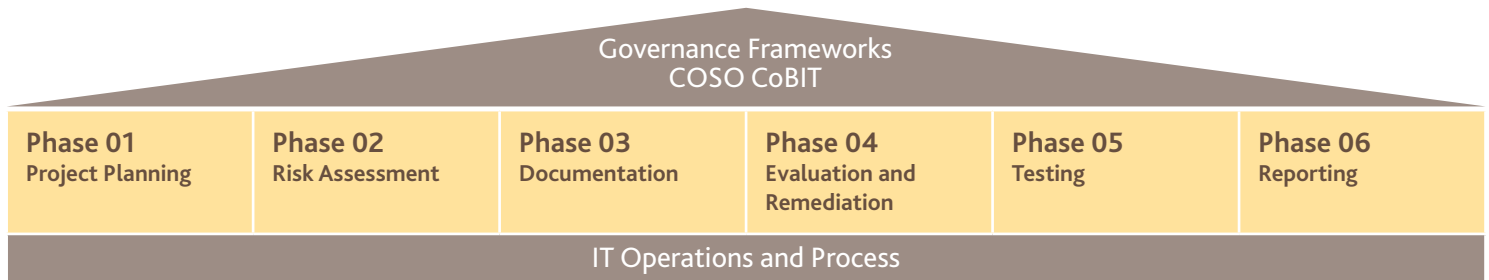 Governance Frameworks
COSO CoBIT
Phase 01
Project Planning
Phase 02
Risk Assessment
Phase 03
Documentation
Phase 04
Evaluation and
Remediation
Phase 05
Testing
Phase 06
Reporting
IT Operations and Process